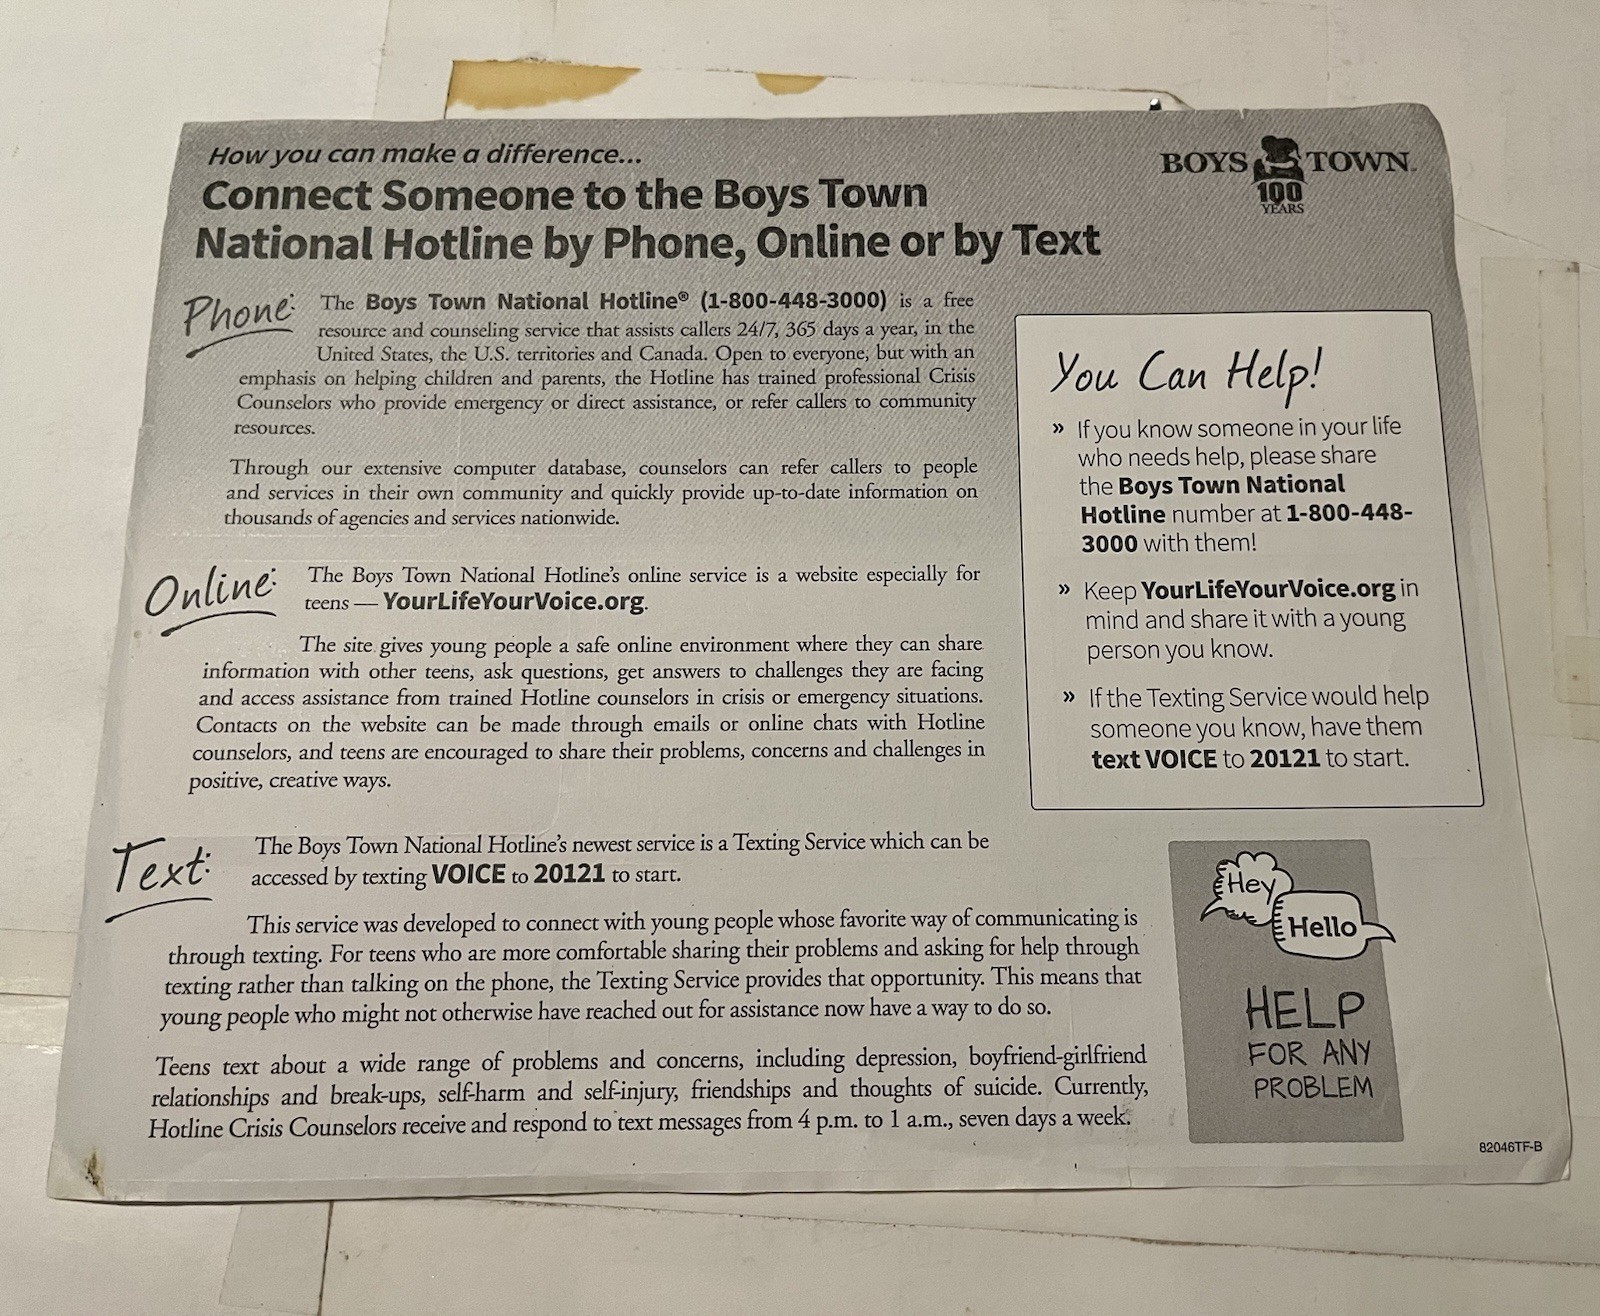 How you can make a difference...
Connect Someone to the Boys Town
National Hotline by Phone, Online or by Text
BOYS TOWN
100
YEARS
Phone:
The Boys Town National Hotline® (1-800-448-3000) is a free
resource and counseling service that assists callers 24/7, 365 days a year, in the
United States, the U.S. territories and Canada. Open to everyone, but with an
emphasis on helping children and parents, the Hotline has trained professional Crisis
Counselors who provide emergency or direct assistance, or refer callers to community
resources.
Through our extensive computer database, counselors can refer callers to people
and services in their own community and quickly provide up-to-date information on
thousands of agencies and services nationwide.
Online:
The Boys Town National Hotline's online service is a website especially for
teens — YourLifeYourVoice.org.
The site gives young people a safe online environment where they can share
information with other teens, ask questions, get answers to challenges they are facing
and access assistance from trained Hotline counselors in crisis or emergency situations.
Contacts on the website can be made through emails or online chats with Hotline
counselors, and teens are encouraged to share their problems, concerns and challenges in
positive, creative ways.
Text:
The Boys Town National Hotline's newest service is a Texting Service which can be
accessed by texting VOICE to 20121 to start.
This service was developed to connect with young people whose favorite way of communicating is
through texting. For teens who are more comfortable sharing their problems and asking for help through
texting rather than talking on the phone, the Texting Service provides that opportunity. This means that
young people who might not otherwise have reached out for assistance now have a way to do so.
Teens text about a wide range of problems and concerns, including depression, boyfriend-girlfriend
relationships and break-ups, self-harm and self-injury, friendships and thoughts of suicide. Currently,
Hotline Crisis Counselors receive and respond to text messages from 4 p.m. to 1 a.m., seven days a week.
You Can Help!
» If you know someone in your life
who needs help, please share
the Boys Town National
Hotline number at 1-800-448-
3000 with them!
» Keep YourLifeYourVoice.org in
mind and share it with a young
person you know.
» If the Texting Service would help
someone you know, have them
text VOICE to 20121 to start.
Hey
Hello
HELP
FOR ANY
PROBLEM
82046TF-B